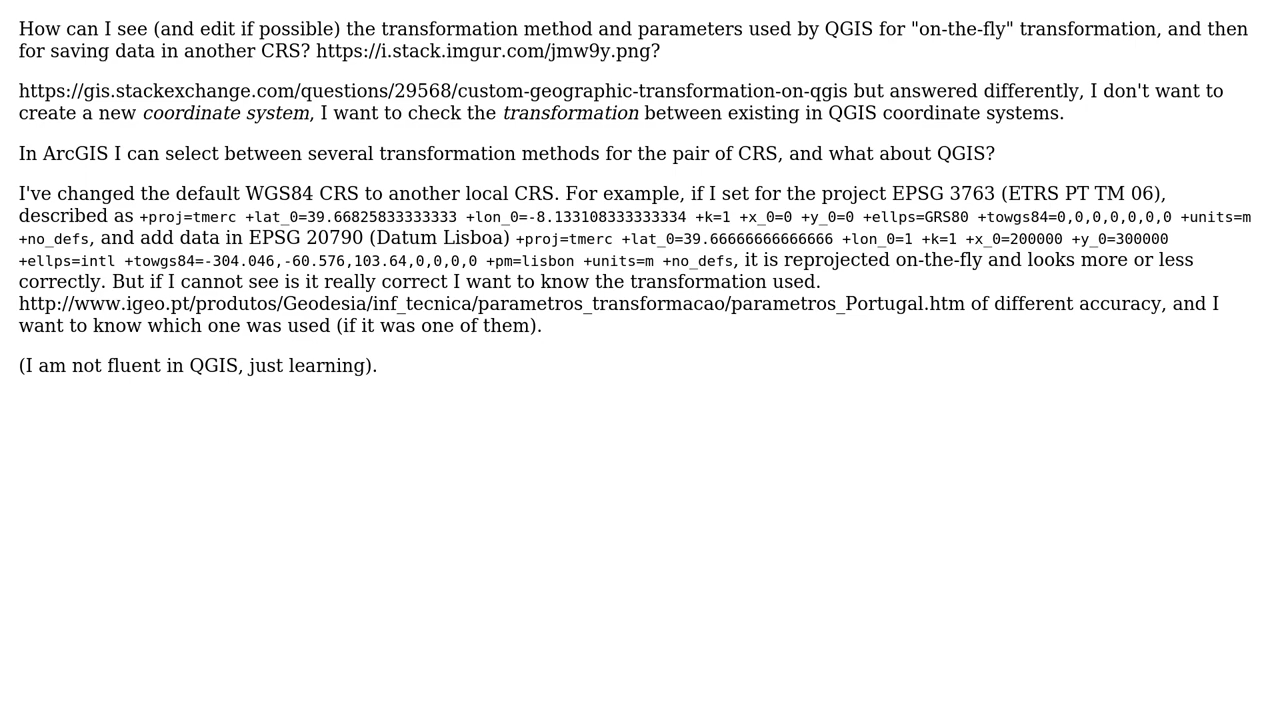 How can I see (and edit if possible) the transformation method and parameters used by QGIS for "on-the-fly" transformation, and then
for saving data in another CRS? https://i.stack.imgur.com/jmw9y.png?
https://gis.stackexchange.com/questions/29568/custom-geographic-transformation-on-qgis but answered differently, I don't want to
create a new coordinate system, I want to check the transformation between existing in QGIS coordinate systems.
In ArcGIS I can select between several transformation methods for the pair of CRS, and what about QGIS?
I've changed the default WGS84 CRS to another local CRS. For example, if I set for the project EPSG 3763 (ETRS PT TM 06),
described as +proj=tmerc +lat_0=39.66825833333333 +lon_0=-8.133108333333334 +k=1 +x_0=0 +y_0=0 +ellps=GRS80 +towgs84=0,0,0,0,0,0,0 +units=m
+no_defs, and add data in EPSG 20790 (Datum Lisboa) +proj=tmerc +lat_0=39.66666666666666 +lon_0=1 +k=1 +x_0=200000 +y_0=300000
+ellps=intl +towgs84=-304.046,-60.576,103.64,0,0,0,0 +pm=lisbon +units=m +no_defs, it is reprojected on-the-fly and looks more or less
correctly. But if I cannot see is it really correct I want to know the transformation used.
http://www.igeo.pt/produtos/Geodesia/inf_tecnica/parametros_transformacao/parametros_Portugal.htm of different accuracy, and I
want to know which one was used (if it was one of them).
(I am not fluent in QGIS, just learning).